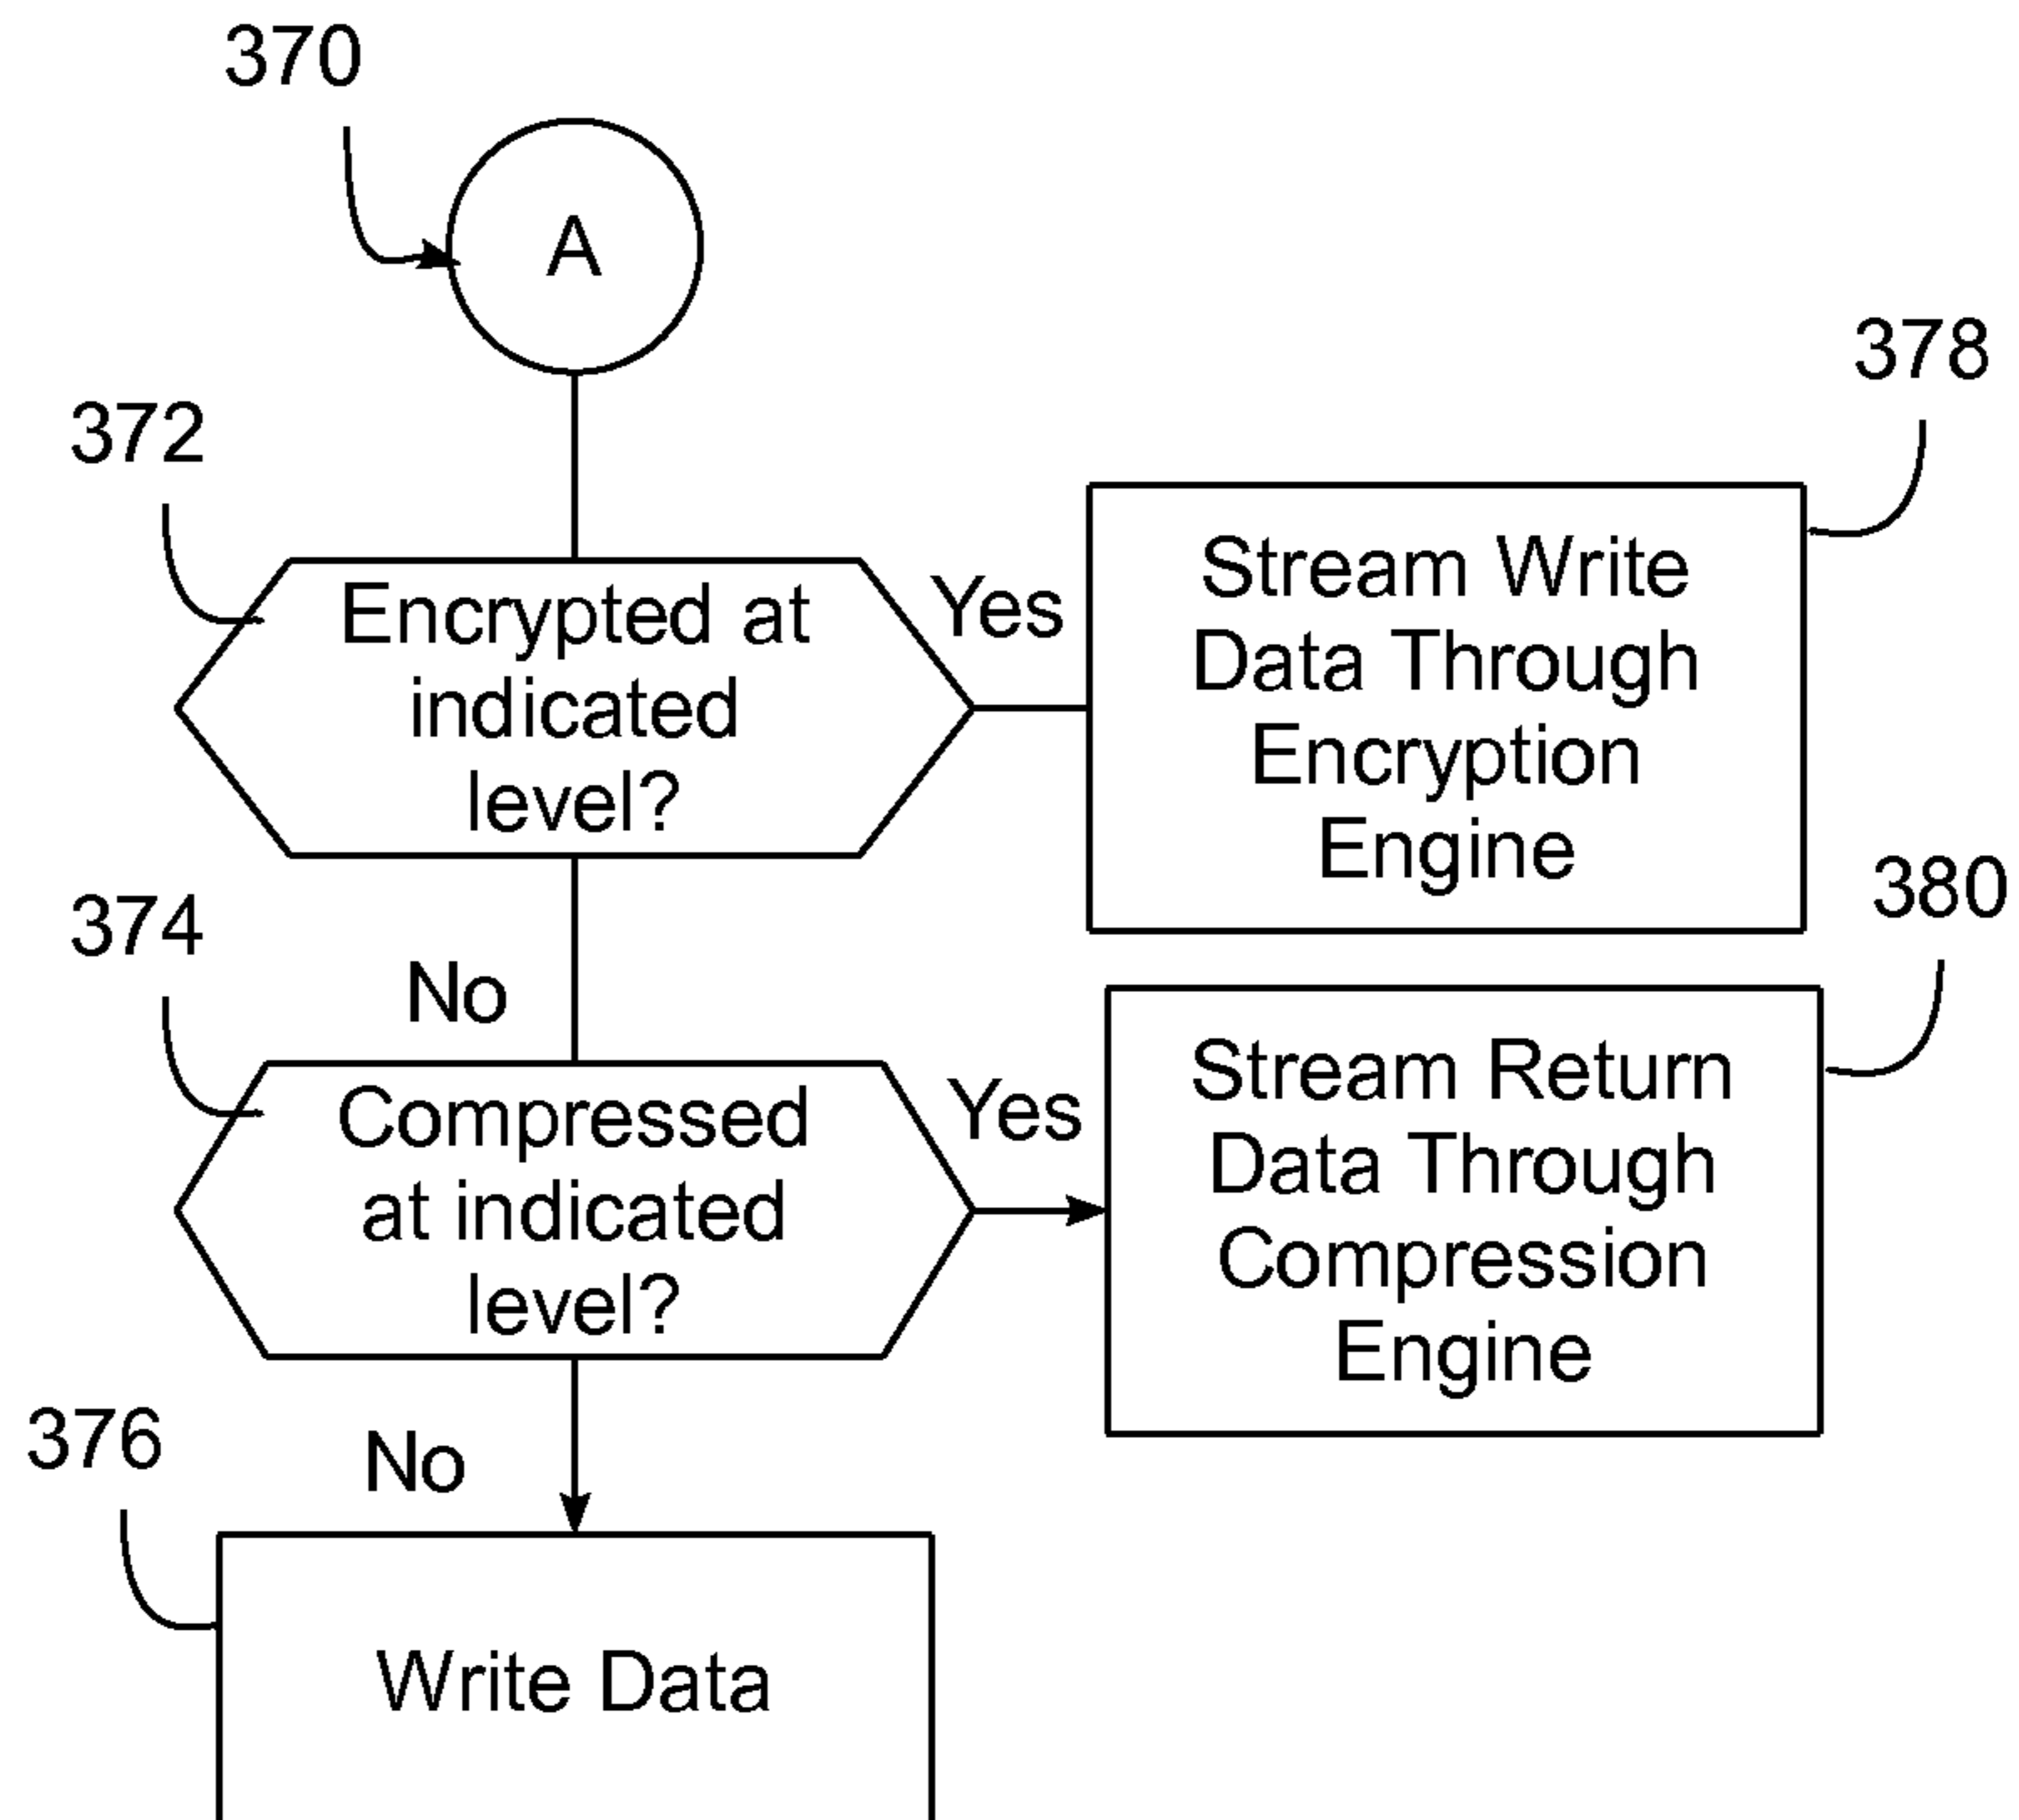 370
A
372
Encrypted at
indicated
level?
Yes
378
Stream Write
Data Through
Encryption
Engine
374
No
Compressed
at indicated
level?
Yes
380
Stream Return
Data Through
Compression
Engine
376
No
Write Data